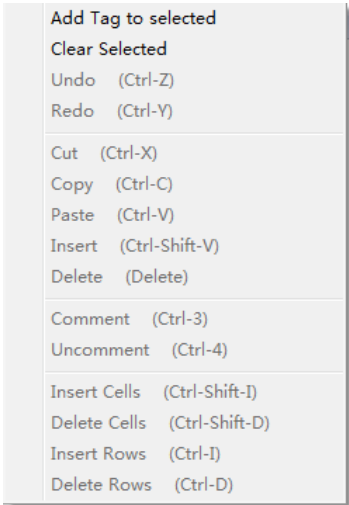 Add Tag to selected
Clear Selected
Undo (Ctrl-Z)
Redo (Ctrl-Y)
Cut (Ctrl-X)
Copy (Ctrl-C)
Paste (Ctrl-V)
Insert (Ctrl-Shift-V)
Delete (Delete)
Comment (Ctrl-3)
Uncomment (Ctrl-4)
Insert Cells (Ctrl-Shift-I)
Delete Cells (Ctrl-Shift-D)
Insert Rows (Ctrl-I)
Delete Rows (Ctrl-D)